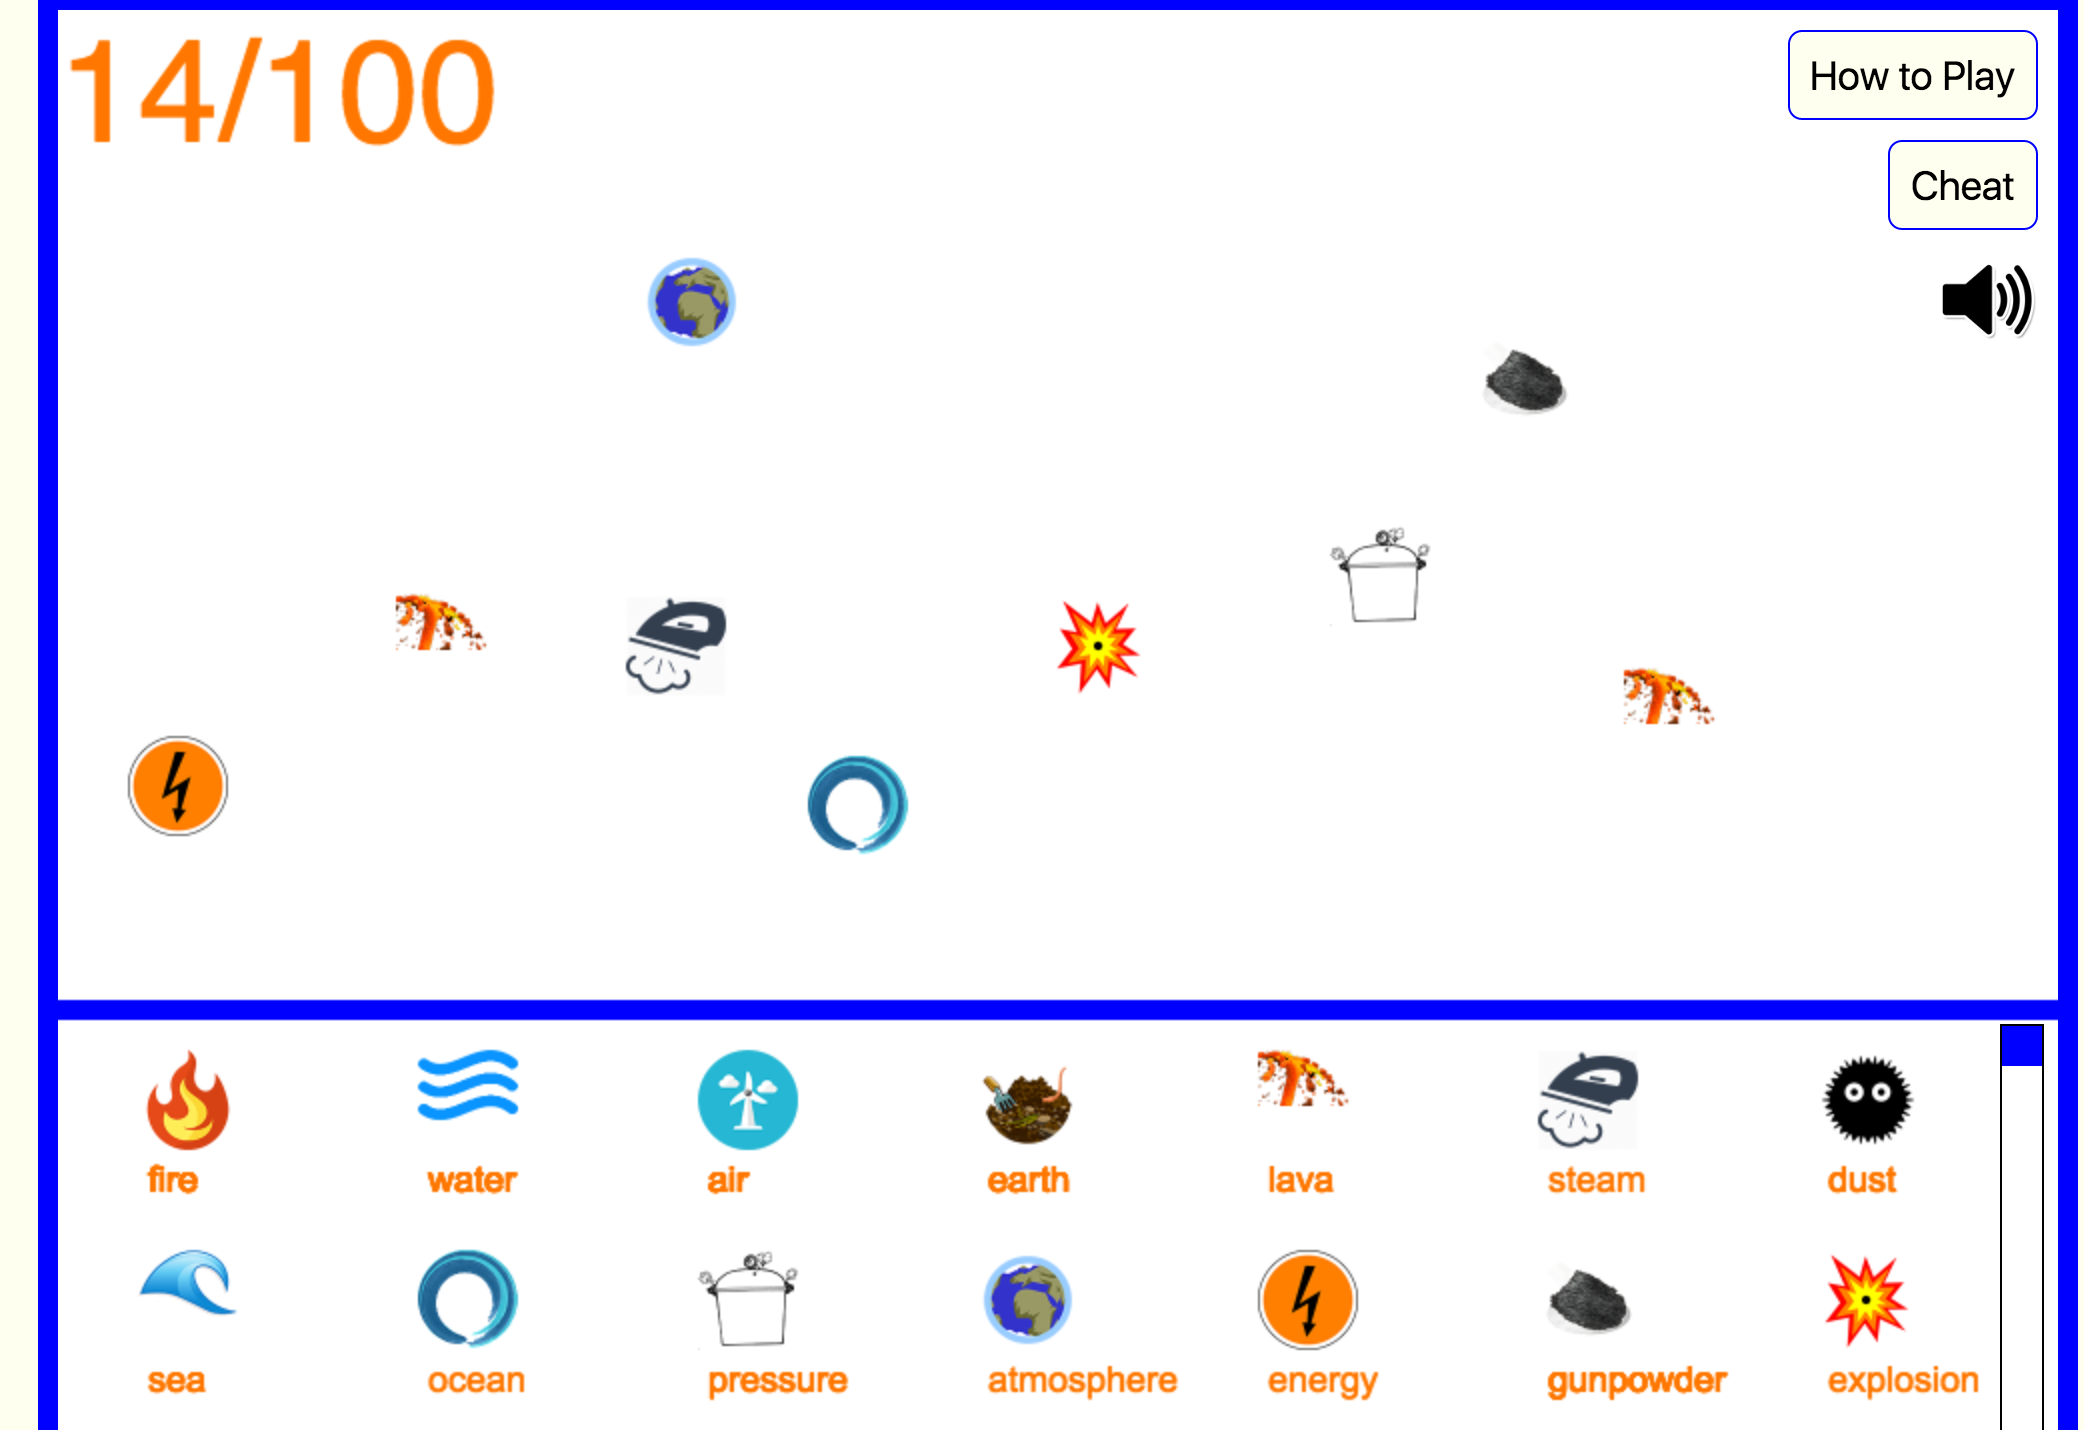 14/100
How to Play
Cheat
fire water air earth lava steam dust
sea ocean pressure atmosphere energy gunpowder explosion